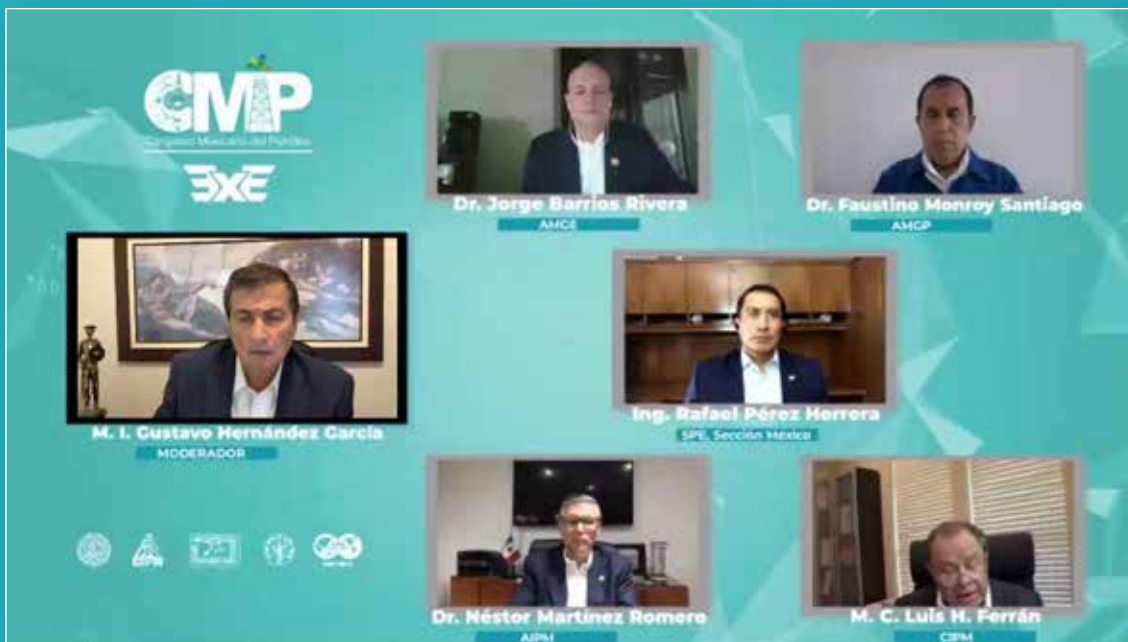 CMP
Congreso Mexicano del Petróleo
EXE
Dr. Jorge Barrios Rivera
AMGE
Dr. Faustino Monroy Santiago
AMGP
M. I. Gustavo Hernández García
MODERADOR
Ing. Rafael Pérez Herrera
SPE, Sección México
Dr. Néstor Martínez Romero
AIPM
M. C. Luis H. Ferrán
CIPM